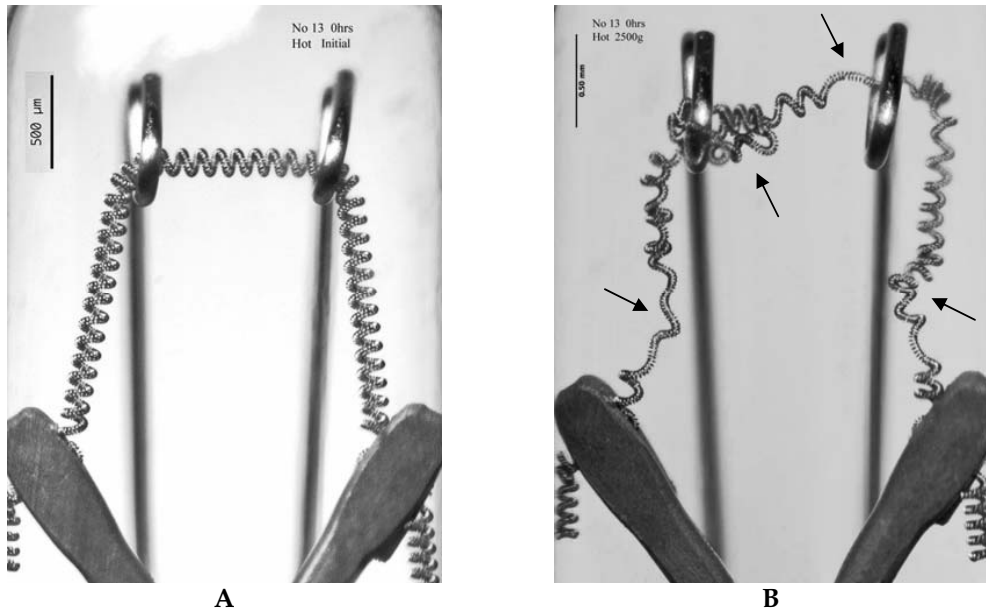 No 13 0hrs
Hot Initial
500 µm
A
No 13 0hrs
Hot 2500g
0.50 mm
B